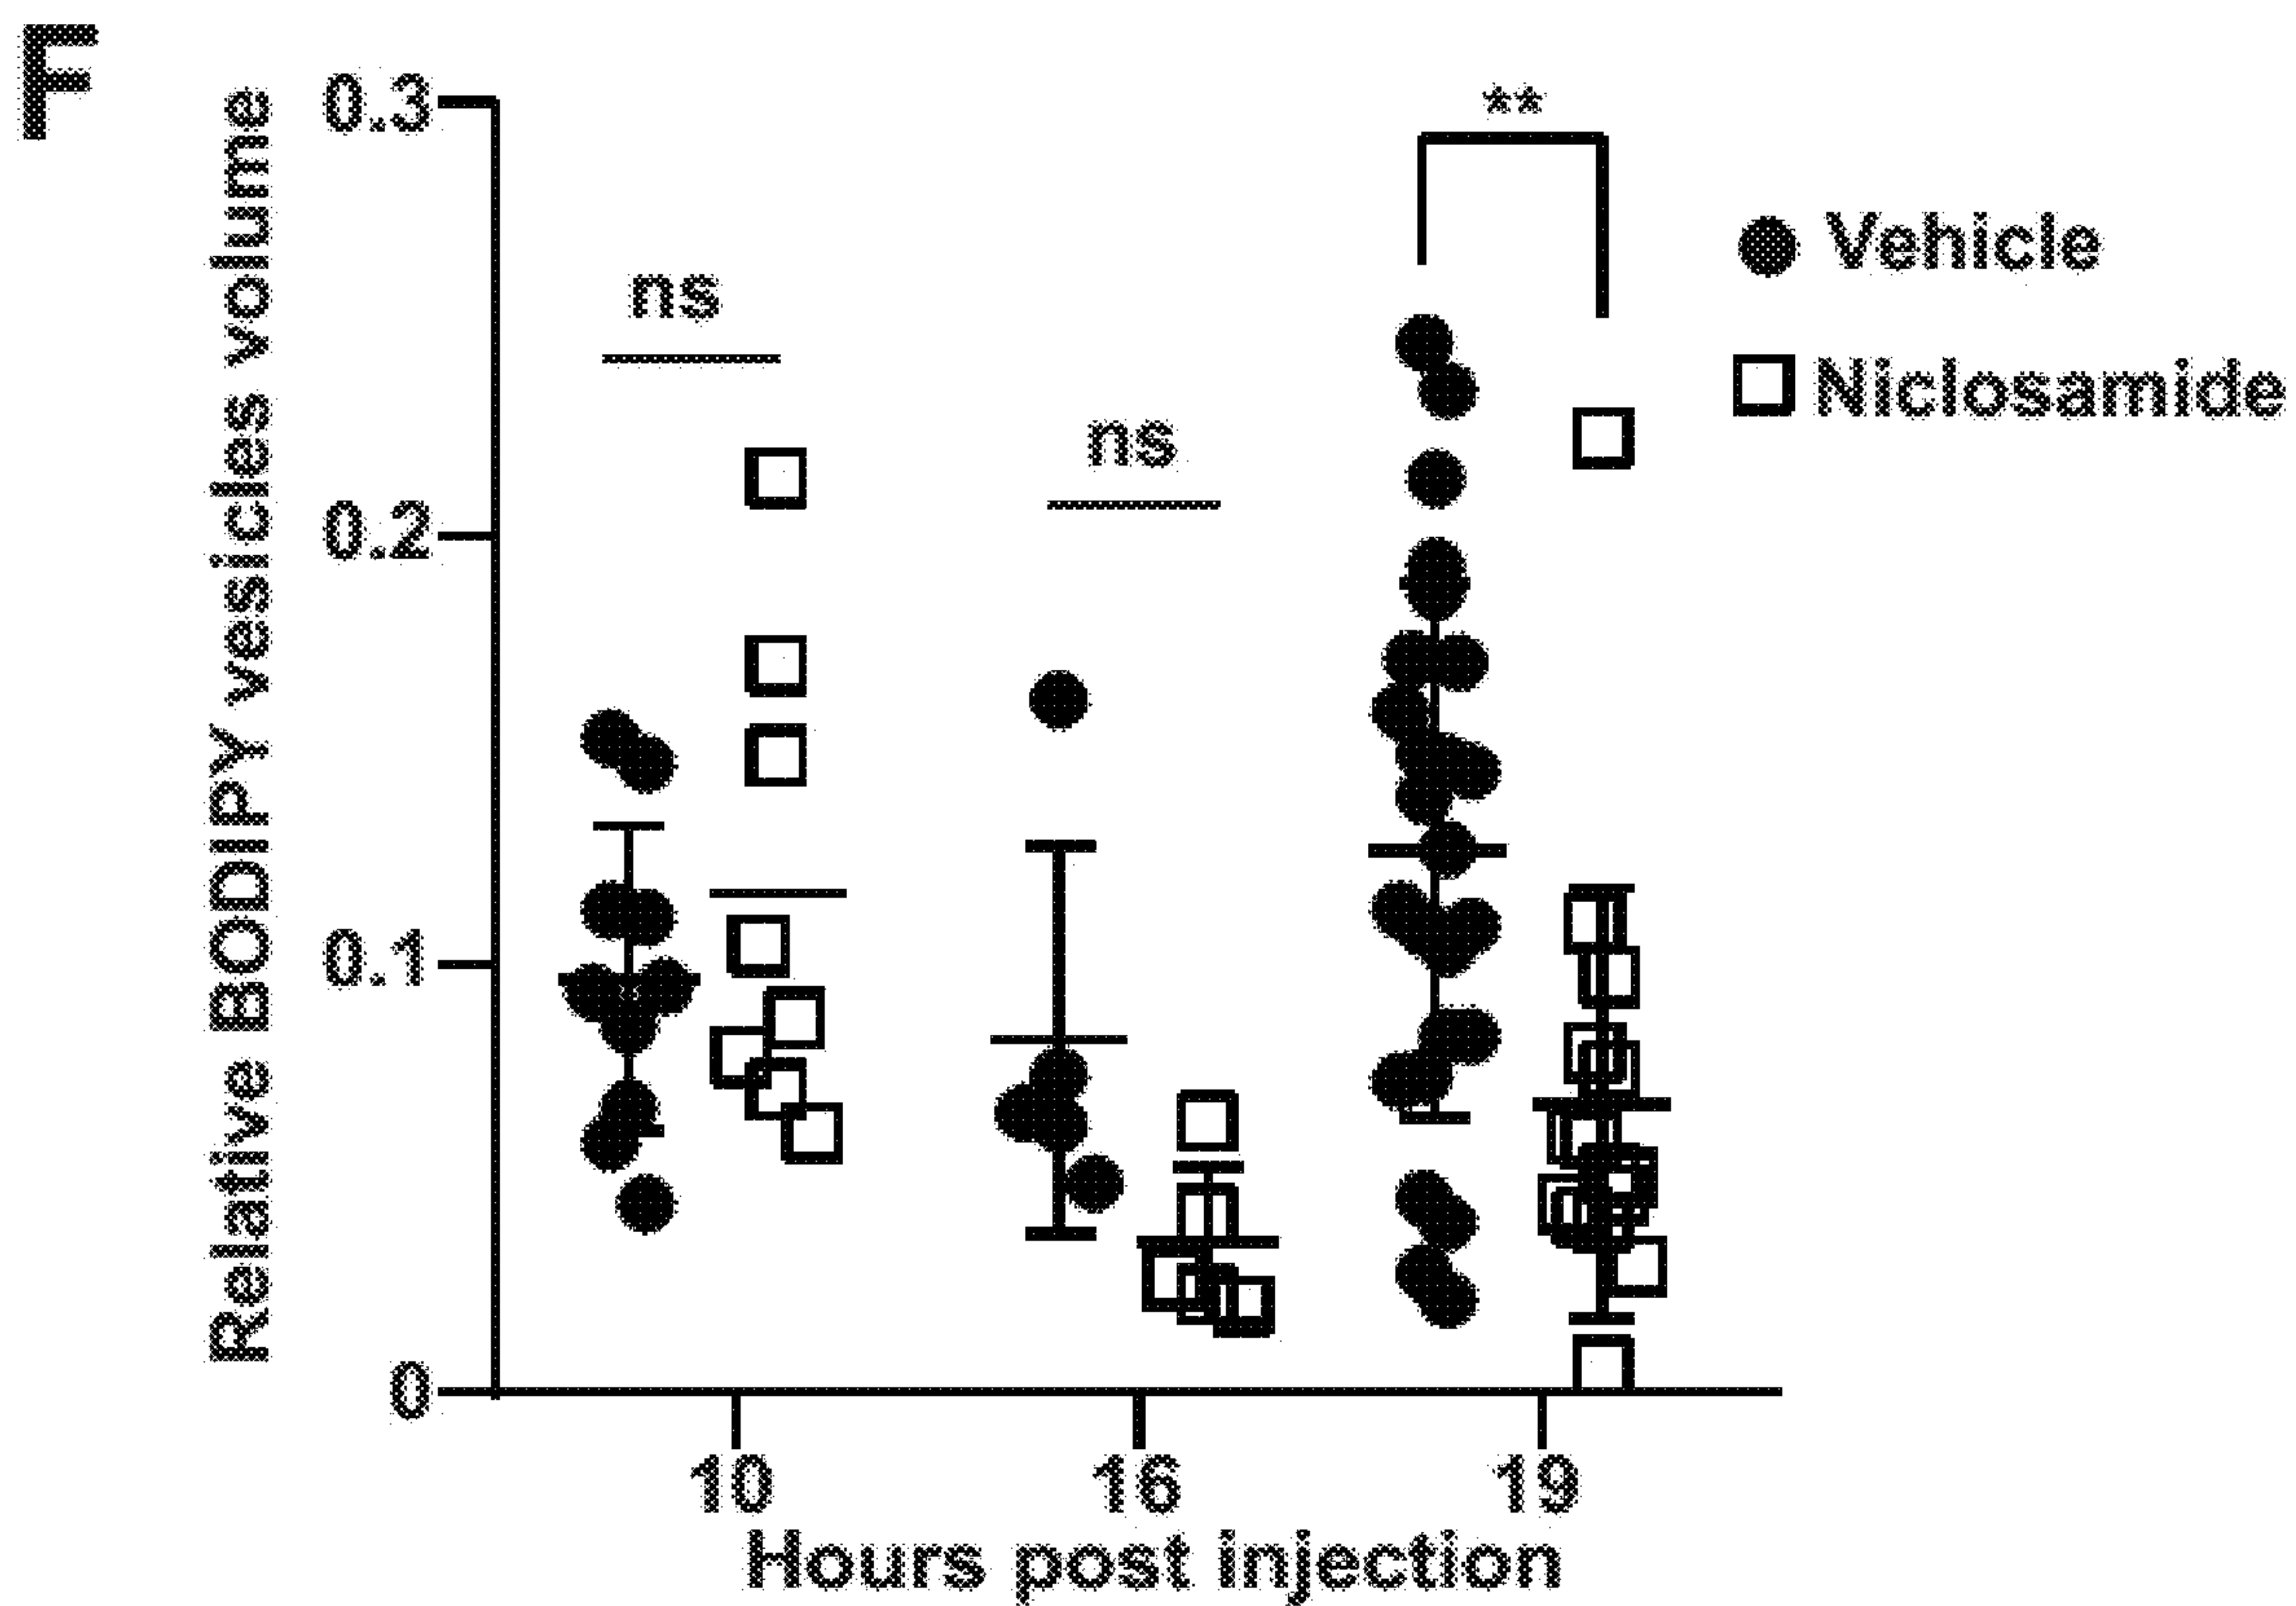 F
Relative BODIPY vesicles volume
0.3
0.2
0.1
0
ns
ns
**
Vehicle
Niclosamide
10
16
19
Hours post injection